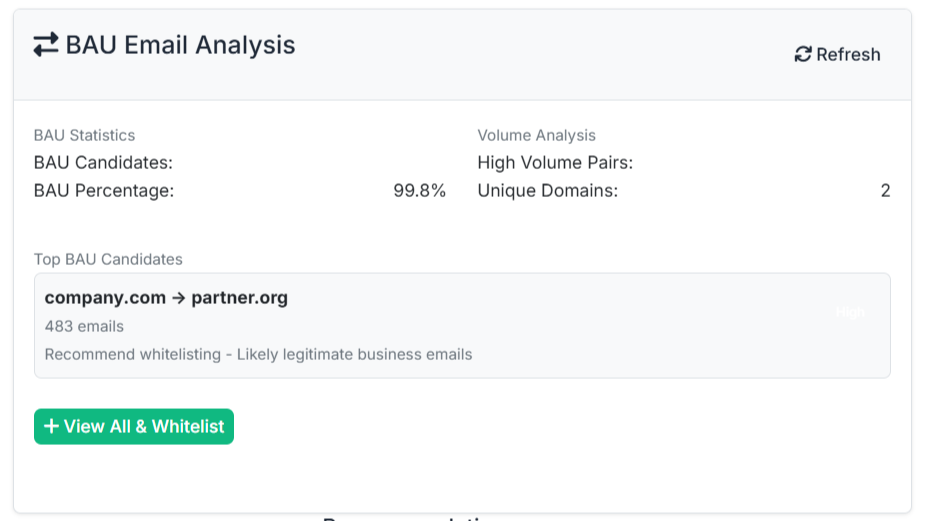 BAU Email Analysis
Refresh
BAU Statistics
BAU Candidates:
BAU Percentage: 99.8%
Volume Analysis
High Volume Pairs:
Unique Domains: 2
Top BAU Candidates
company.com → partner.org
High
483 emails
Recommend whitelisting - Likely legitimate business emails
+ View All & Whitelist